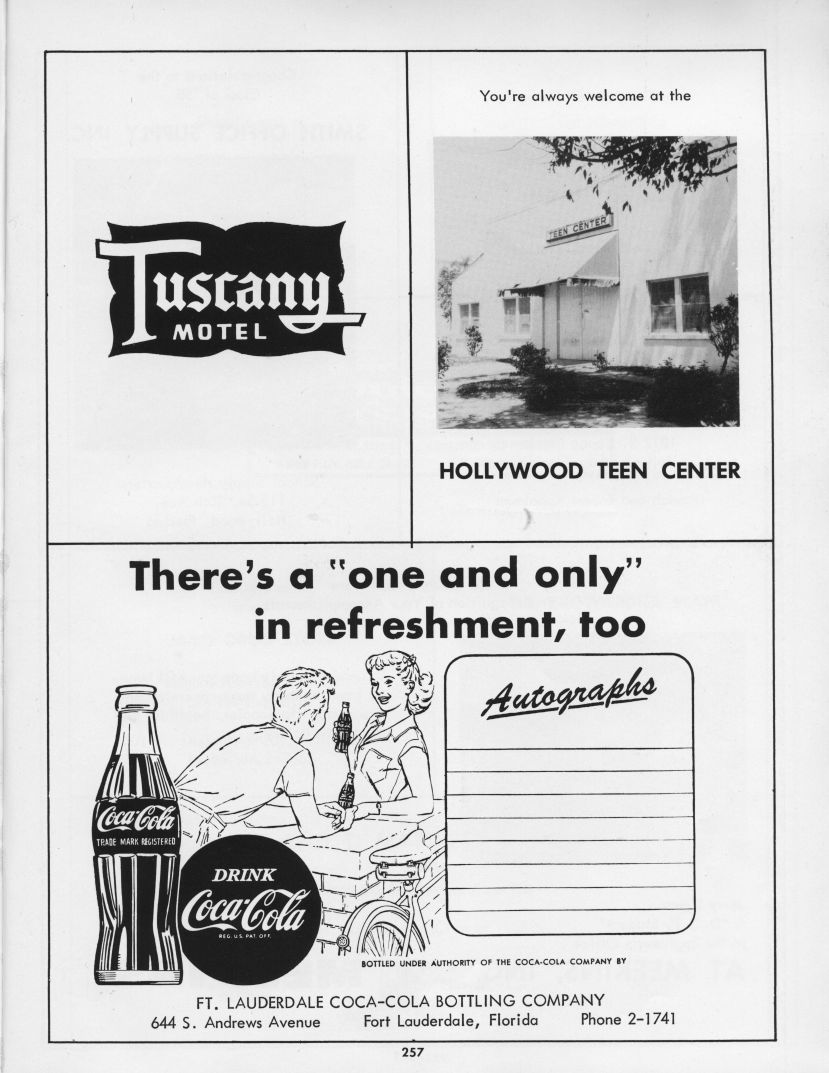 Tuscany
MOTEL
You're always welcome at the
TEEN CENTER
HOLLYWOOD TEEN CENTER
There's a "one and only"
in refreshment, too
Autographs
Coca-Cola
TRADE MARK REGISTERED
DRINK
Coca-Cola
REG. U.S. PAT. OFF.
BOTTLED UNDER AUTHORITY OF THE COCA-COLA COMPANY BY
FT. LAUDERDALE COCA-COLA BOTTLING COMPANY
644 S. Andrews Avenue Fort Lauderdale, Florida Phone 2-1741
257